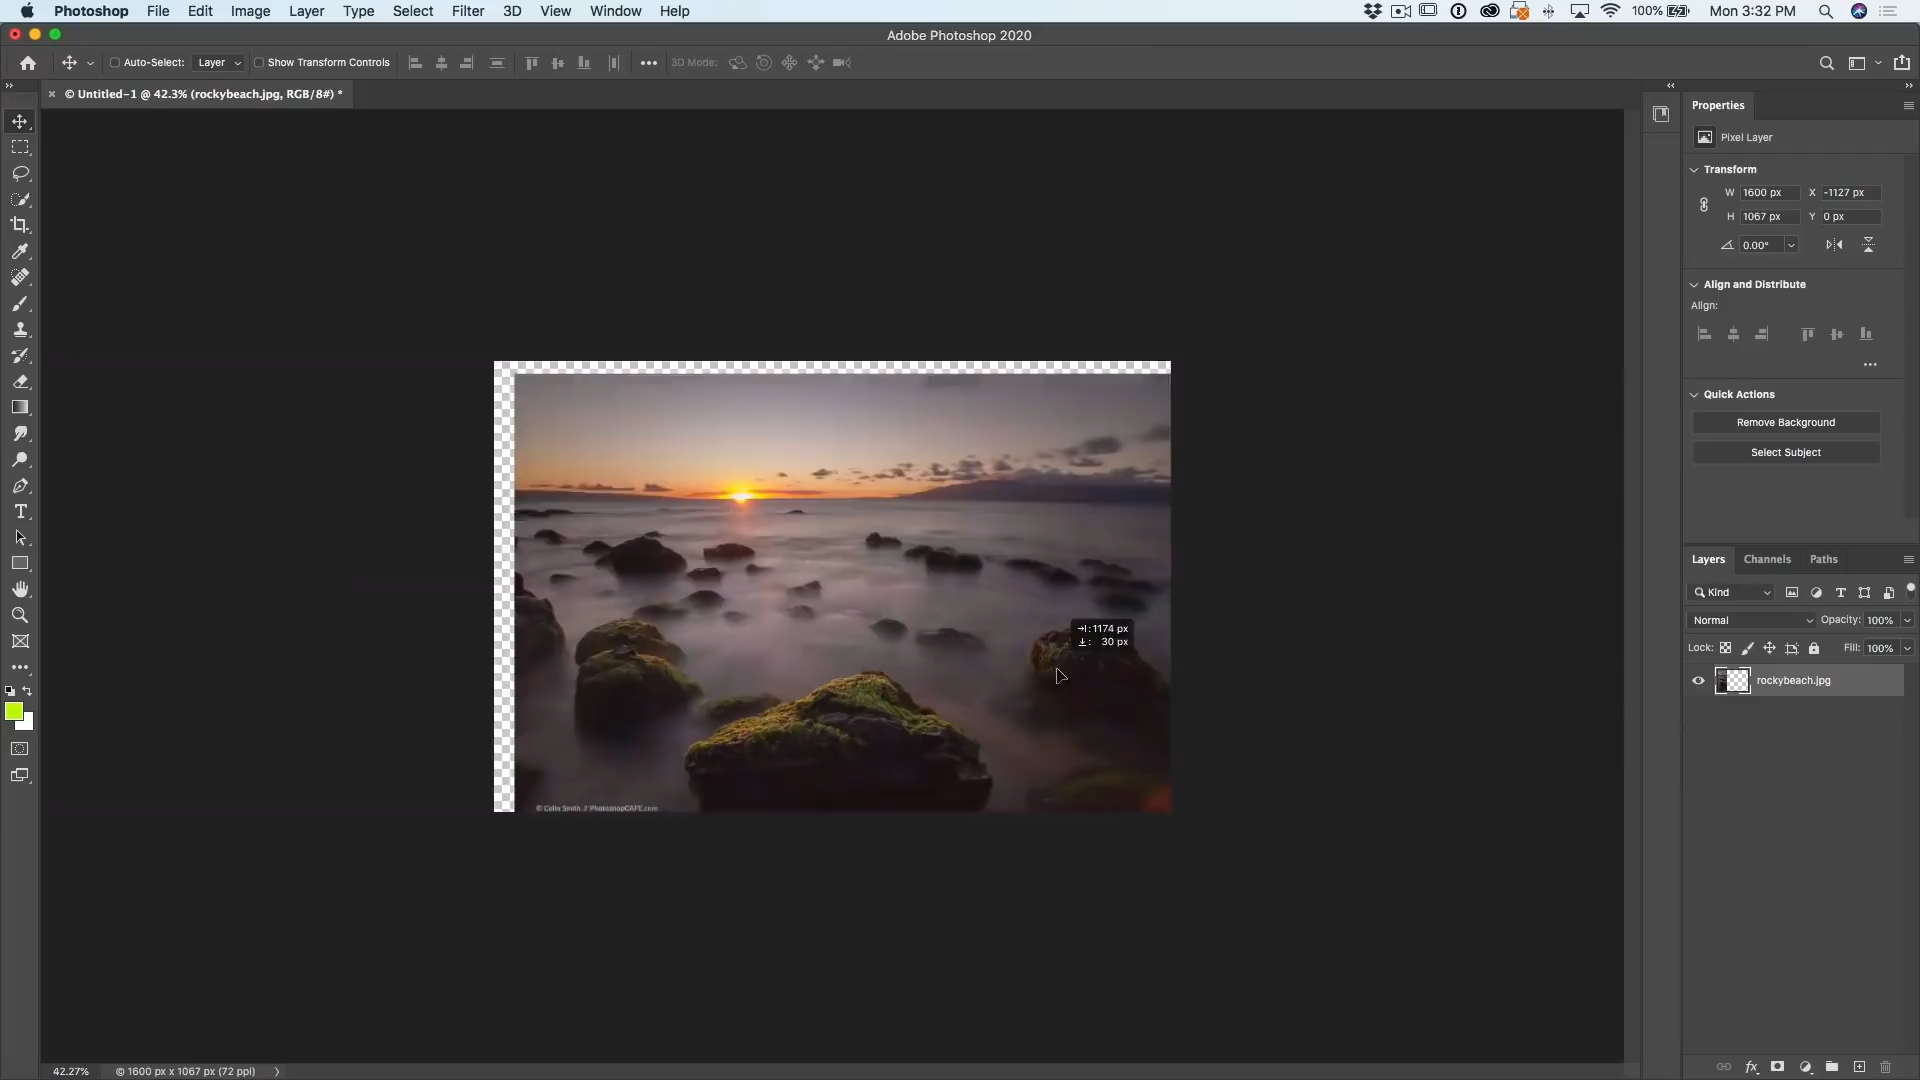 Photoshop File Edit Image Layer Type Select Filter 3D View Window Help 100% Mon 3:32 PM
Adobe Photoshop 2020
Auto-Select: Layer Show Transform Controls 3D Mode:
© Untitled-1 @ 42.3% (rockybeach.jpg, RGB/8#) *
Properties
Pixel Layer
Transform
W 1600 px X -1127 px
H 1067 px Y 0 px
0.00°
Align and Distribute
Align:
Quick Actions
Remove Background
Select Subject
1174 px
30 px
© Colin Smith // PhotoshopCAFE.com
Layers Channels Paths
Kind
Normal Opacity: 100%
Lock: Fill: 100%
rockybeach.jpg
42.27% © 1600 px x 1067 px (72 ppi)